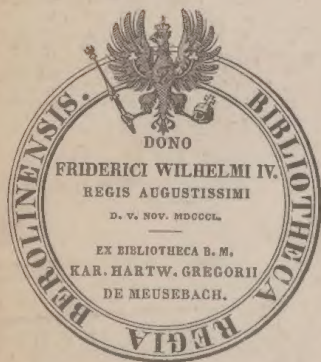 BIBLIOTHECA REGIA BEROLINENSIS.
DONO
FRIDERICI WILHELMI IV.
REGIS AUGUSTISSIMI
D. V. NOV. MDCCCL.
EX BIBLIOTHECA B. M.
KAR. HARTW. GREGORII
DE MEUSEBACH.